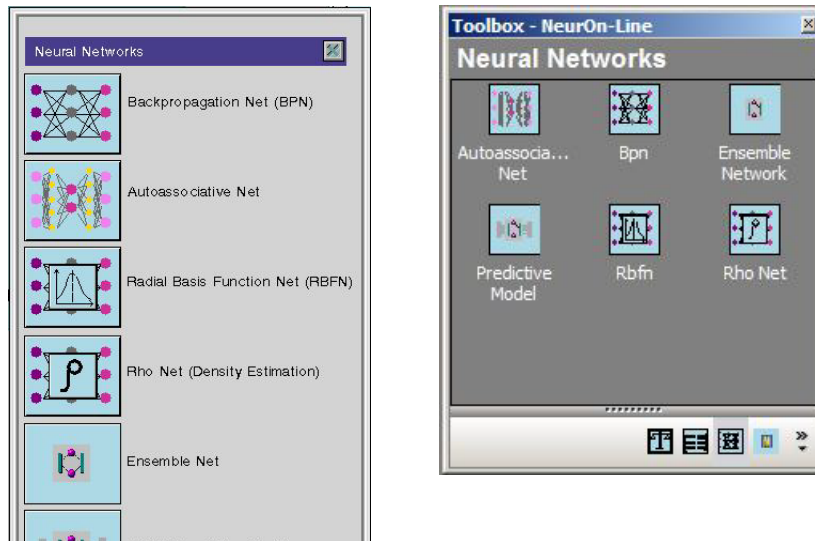 Neural Networks
Backpropagation Net (BPN)
Autoassociative Net
Radial Basis Function Net (RBFN)
Rho Net (Density Estimation)
Ensemble Net
Toolbox - NeurOn-Line
Neural Networks
Autoassocia...
Net
Bpn
Ensemble
Network
Predictive
Model
Rbfn
Rho Net